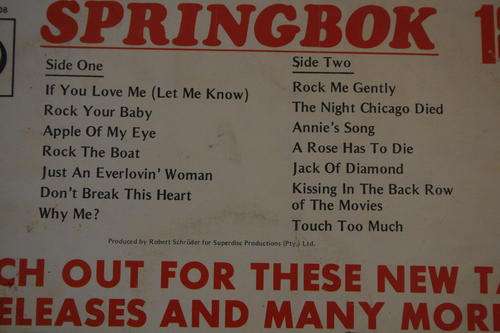 SPRINGBOK
Side One
If You Love Me (Let Me Know)
Rock Your Baby
Apple Of My Eye
Rock The Boat
Just An Everlovin' Woman
Don't Break This Heart
Why Me?
Side Two
Rock Me Gently
The Night Chicago Died
Annie's Song
A Rose Has To Die
Jack Of Diamond
Kissing In The Back Row
of The Movies
Touch Too Much
Produced by Robert Schröder for Superdisc Productions (Pty.) Ltd.
CH OUT FOR THESE NEW TA
ELEASES AND MANY MOR